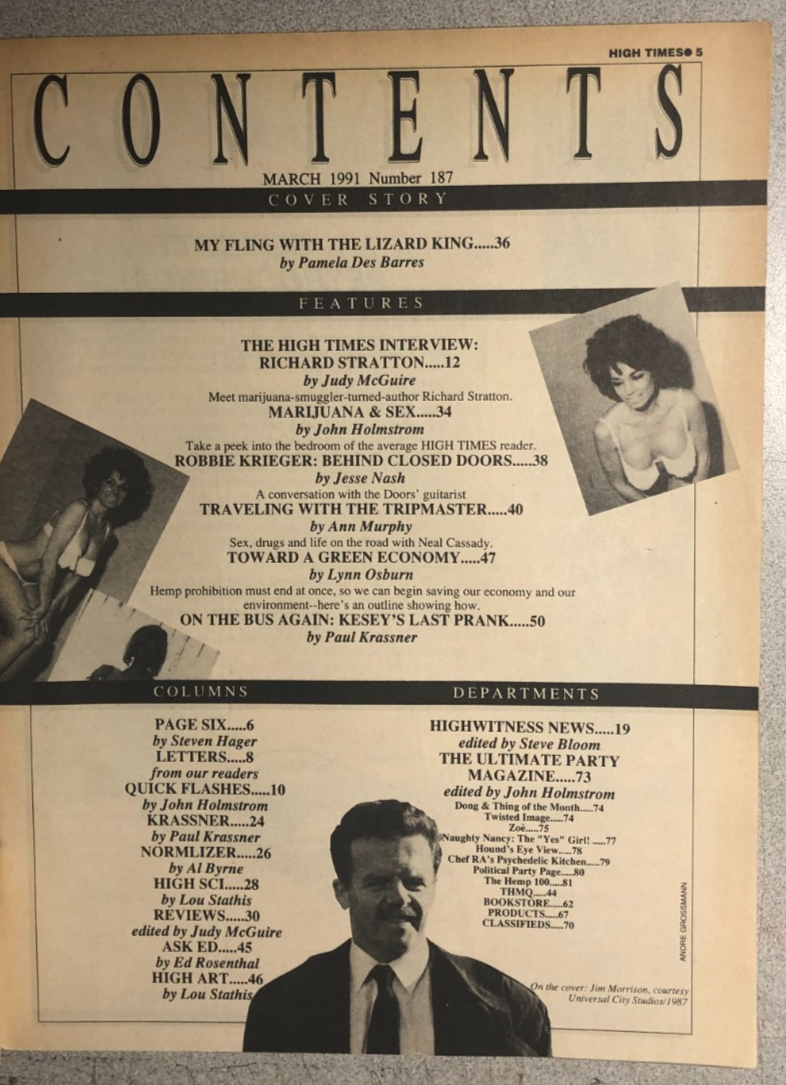 HIGH TIMES● 5
CONTENTS
MARCH 1991 Number 187
COVER STORY
MY FLING WITH THE LIZARD KING.....36
by Pamela Des Barres
FEATURES
THE HIGH TIMES INTERVIEW:
RICHARD STRATTON.....12
by Judy McGuire
Meet marijuana-smuggler-turned-author Richard Stratton.
MARIJUANA & SEX.....34
by John Holmstrom
Take a peek into the bedroom of the average HIGH TIMES reader.
ROBBIE KRIEGER: BEHIND CLOSED DOORS.....38
by Jesse Nash
A conversation with the Doors' guitarist
TRAVELING WITH THE TRIPMASTER.....40
by Ann Murphy
Sex, drugs and life on the road with Neal Cassady.
TOWARD A GREEN ECONOMY.....47
by Lynn Osburn
Hemp prohibition must end at once, so we can begin saving our economy and our
environment--here's an outline showing how.
ON THE BUS AGAIN: KESEY'S LAST PRANK.....50
by Paul Krassner
COLUMNS
PAGE SIX.....6
by Steven Hager
LETTERS.....8
from our readers
QUICK FLASHES.....10
by John Holmstrom
KRASSNER.....24
by Paul Krassner
NORMLIZER.....26
by Al Byrne
HIGH SCI.....28
by Lou Stathis
REVIEWS.....30
edited by Judy McGuire
ASK ED.....45
by Ed Rosenthal
HIGH ART.....46
by Lou Stathis
DEPARTMENTS
HIGHWITNESS NEWS.....19
edited by Steve Bloom
THE ULTIMATE PARTY
MAGAZINE.....73
edited by John Holmstrom
Dong & Thing of the Month.....74
Twisted Image.....74
Zoë.....75
Naughty Nancy: The "Yes" Girl! .....77
Hound's Eye View.....78
Chef RA's Psychedelic Kitchen.....79
Political Party Page.....80
The Hemp 100.....81
THMQ.....44
BOOKSTORE.....62
PRODUCTS.....67
CLASSIFIEDS.....70
ANDRE GROSSMANN
On the cover: Jim Morrison, courtesy
Universal City Studios/1987